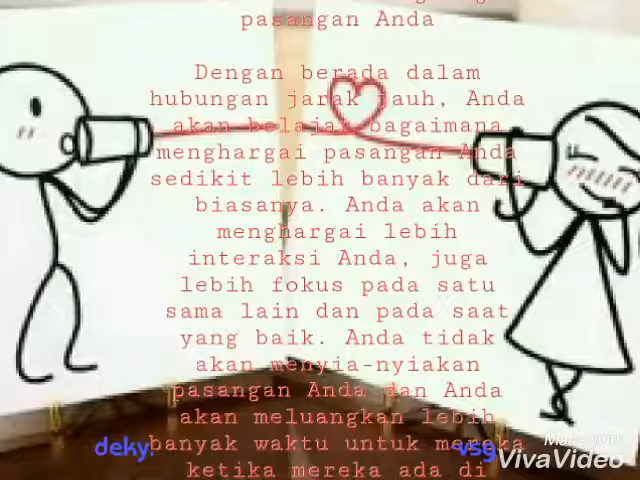 pasangan Anda
Dengan berada dalam
hubungan jarak jauh, Anda
akan belajar bagaimana
menghargai pasangan Anda
sedikit lebih banyak dari
biasanya. Anda akan
menghargai lebih
interaksi Anda, juga
lebih fokus pada satu
sama lain dan pada saat
yang baik. Anda tidak
akan menyia-nyiakan
pasangan Anda dan Anda
akan meluangkan lebih
banyak waktu untuk mereka
ketika mereka ada di
deky.
vsg
VivaVideo